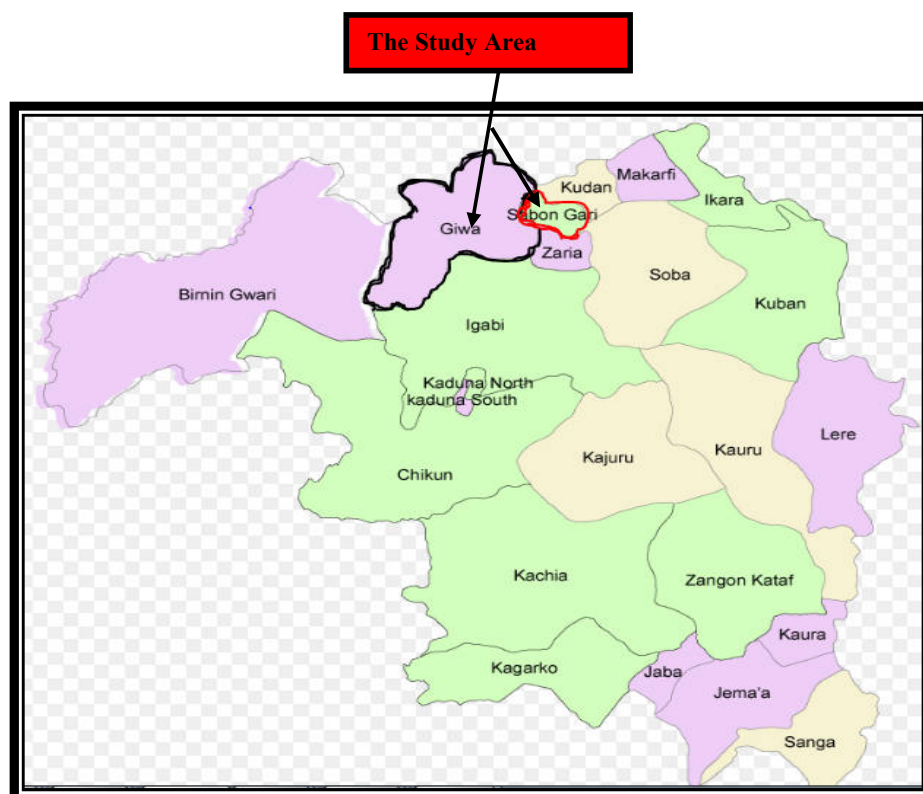 The Study Area
Makarfi
Kudan
Ikara
Sabon Gari
Giwa
Zaria
Soba
Birnin Gwari
Kuban
Igabi
Kaduna North
kaduna South
Lere
Kauru
Kajuru
Chikun
Kachia
Zangon Kataf
Kaura
Kagarko
Jaba
Jema'a
Sanga